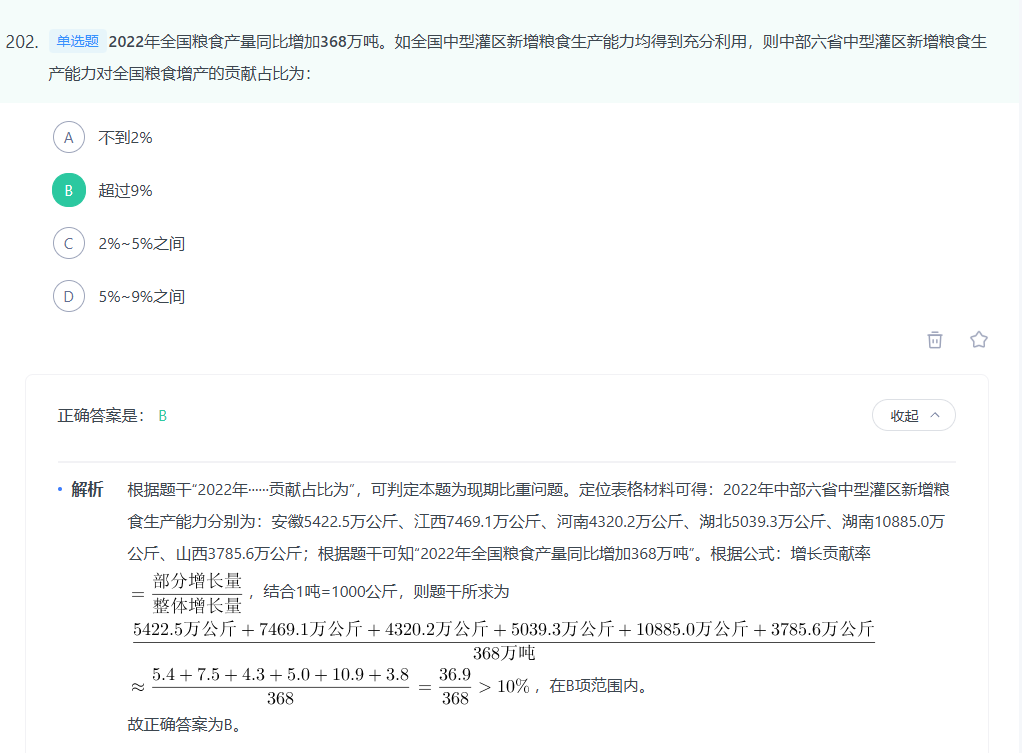 202. 单选题 2022年全国粮食产量同比增加368万吨。如全国中型灌区新增粮食生产能力均得到充分利用，则中部六省中型灌区新增粮食生
产能力对全国粮食增产的贡献占比为：
A 不到2%
B 超过9%
C 2%~5%之间
D 5%~9%之间
正确答案是： B
收起
• 解析 根据题干“2022年······贡献占比为”，可判定本题为现期比重问题。定位表格材料可得：2022年中部六省中型灌区新增粮
食生产能力分别为：安徽5422.5万公斤、江西7469.1万公斤、河南4320.2万公斤、湖北5039.3万公斤、湖南10885.0万
公斤、山西3785.6万公斤；根据题干可知“2022年全国粮食产量同比增加368万吨”。根据公式：增长贡献率
= 部分增长量 / 整体增长量 ，结合1吨=1000公斤，则题干所求为
5422.5万公斤 + 7469.1万公斤 + 4320.2万公斤 + 5039.3万公斤 + 10885.0万公斤 + 3785.6万公斤
368万吨
≈ 5.4 + 7.5 + 4.3 + 5.0 + 10.9 + 3.8 / 368 = 36.9 / 368 > 10% ，在B项范围内。
故正确答案为B。